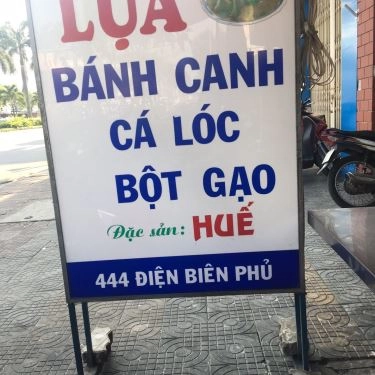 LỤA
BÁNH CANH
CÁ LÓC
BỘT GẠO
Đặc sản: HUẾ
444 ĐIỆN BIÊN PHỦ